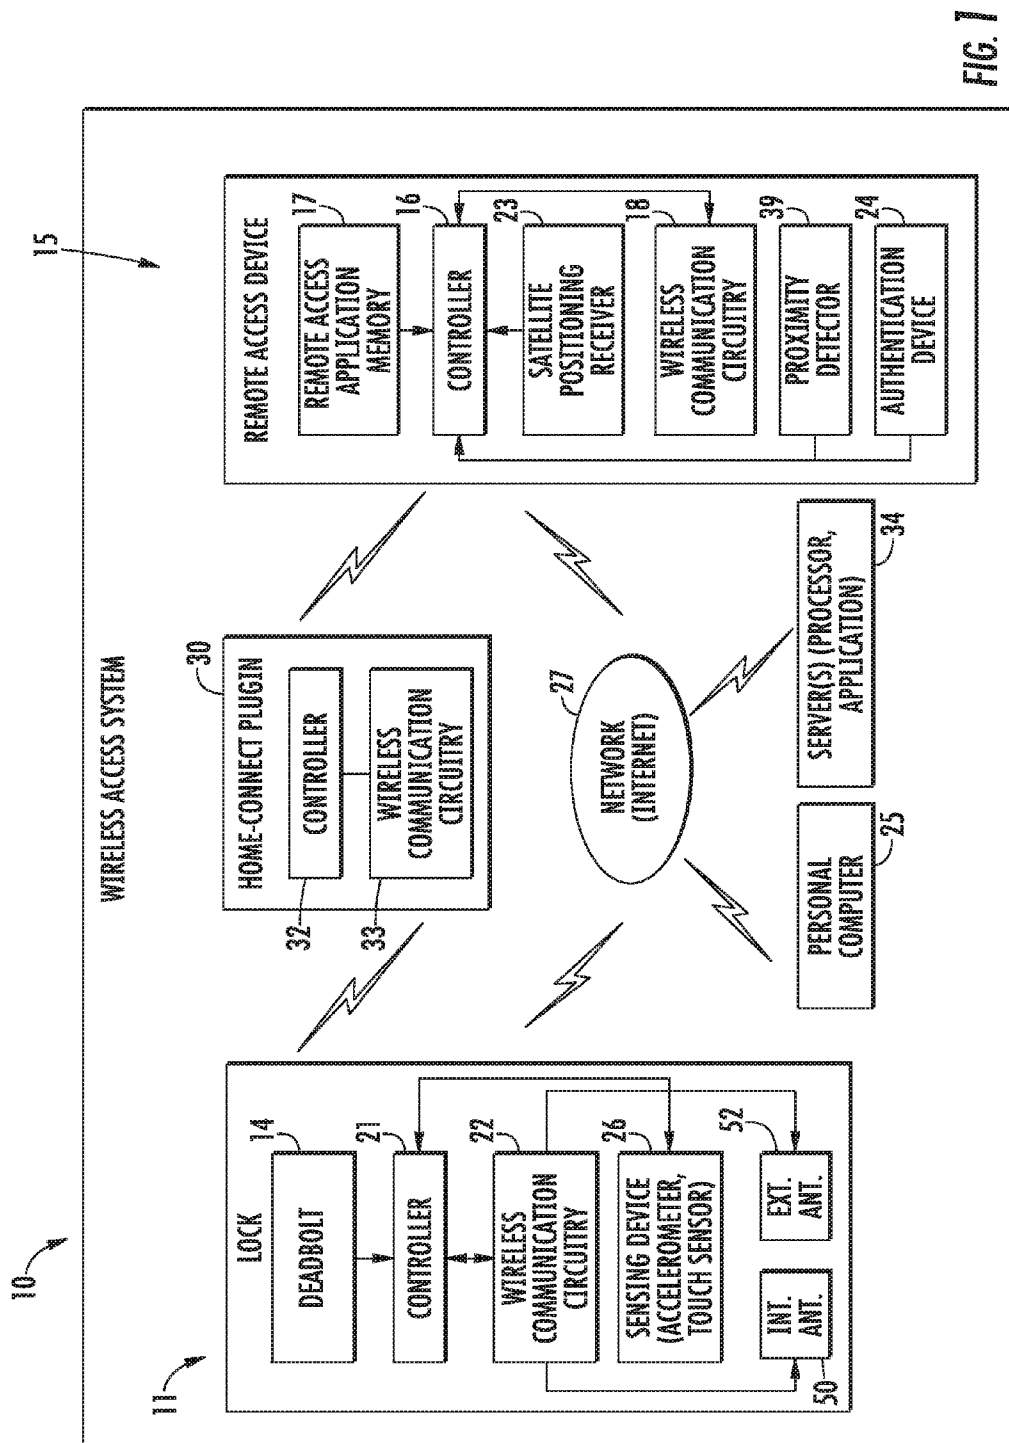 FIG. 1
10
WIRELESS ACCESS SYSTEM
15
11
LOCK
14
DEADBOLT
21
CONTROLLER
22
WIRELESS
COMMUNICATION
CIRCUITRY
26
SENSING DEVICE
(ACCELEROMETER,
TOUCH SENSOR)
INT.
ANT.
50
EXT.
ANT.
52
30
HOME-CONNECT PLUGIN
32
CONTROLLER
33
WIRELESS
COMMUNICATION
CIRCUITRY
27
NETWORK
(INTERNET)
PERSONAL
COMPUTER
25
SERVER(S) (PROCESSOR,
APPLICATION)
34
REMOTE ACCESS DEVICE
17
REMOTE ACCESS
APPLICATION
MEMORY
16
CONTROLLER
23
SATELLITE
POSITIONING
RECEIVER
18
WIRELESS
COMMUNICATION
CIRCUITRY
39
PROXIMITY
DETECTOR
24
AUTHENTICATION
DEVICE